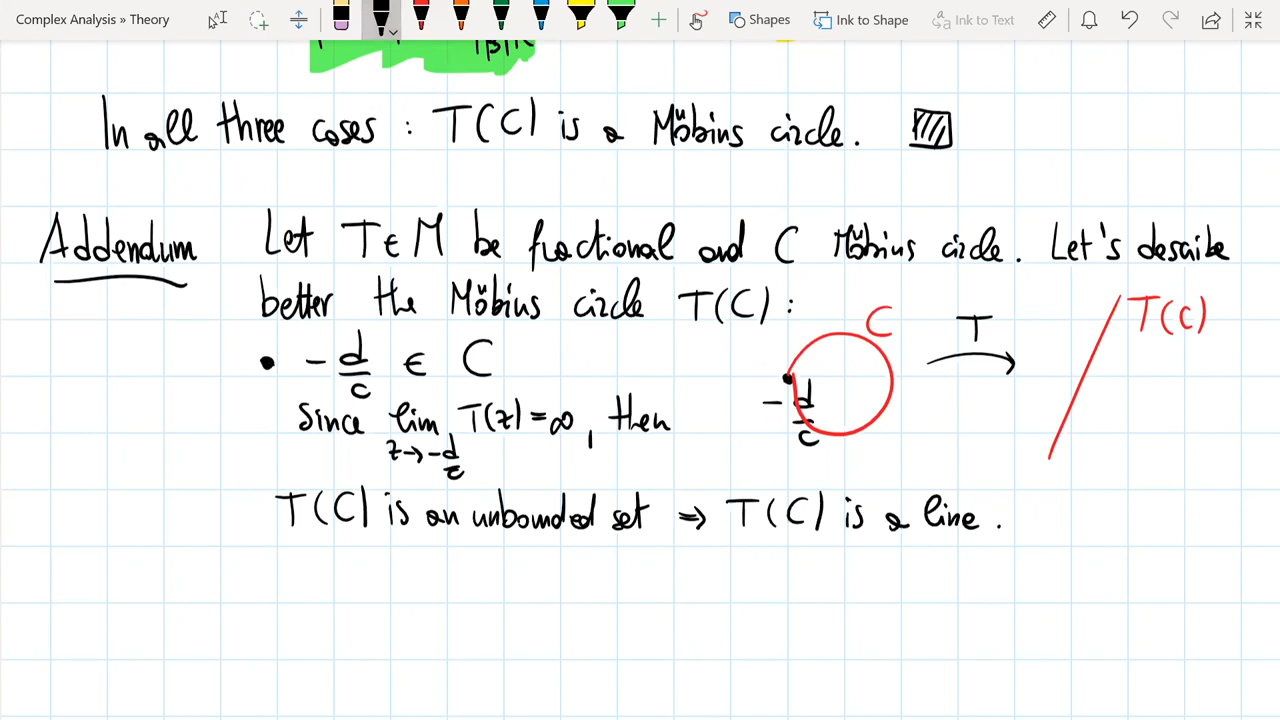 Complex Analysis » Theory
Shapes
Ink to Shape
Ink to Text
In all three cases : T(C) is a Möbius circle.
Addendum Let T ∈ M be fractional and C Möbius circle. Let's describe
better the Möbius circle T(C) :
• -d/c ∈ C
C
T
T(C)
-d/c
Since lim z→-d/c T(z) = ∞, then
T(C) is an unbounded set ⇒ T(C) is a line.